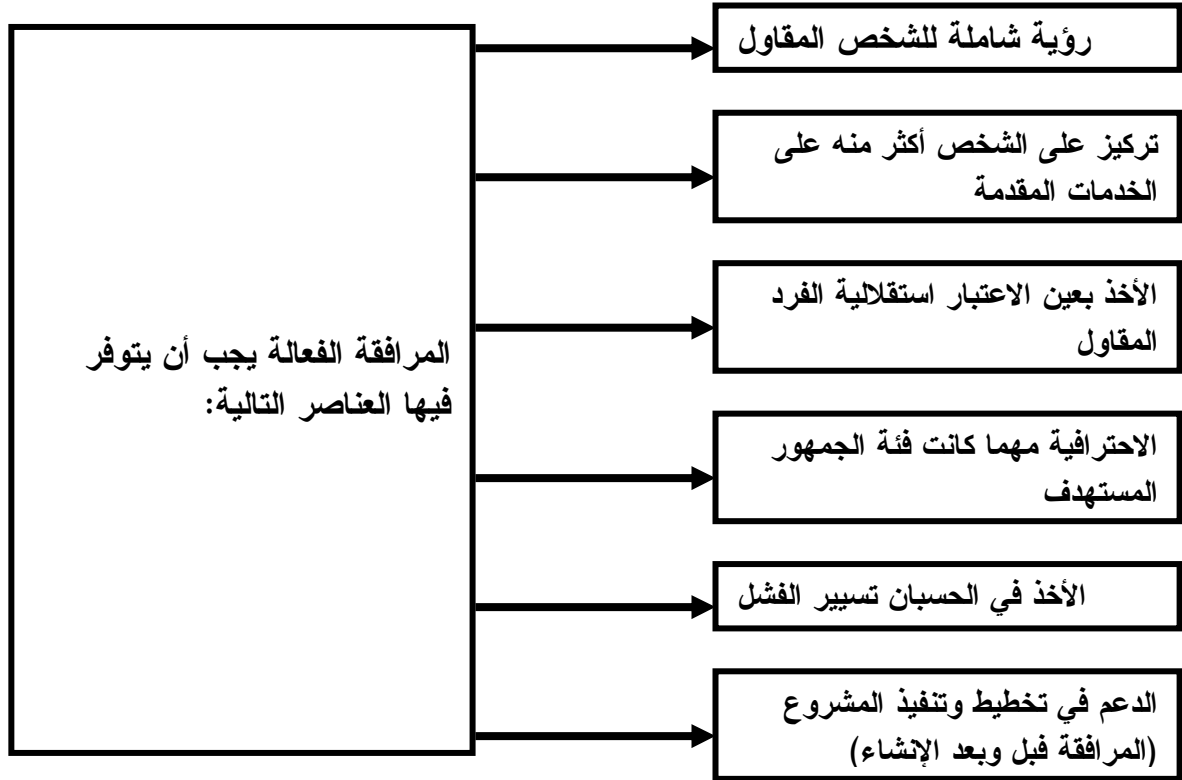 المرافقة الفعالة يجب أن يتوفر
فيها العناصر التالية:
رؤية شاملة للشخص المقاول
تركيز على الشخص أكثر منه على
الخدمات المقدمة
الأخذ بعين الاعتبار استقلالية الفرد
المقاول
الاحترافية مهما كانت فئة الجمهور
المستهدف
الأخذ في الحسبان تسيير الفشل
الدعم في تخطيط وتنفيذ المشروع
(المرافقة فبل وبعد الإنشاء)